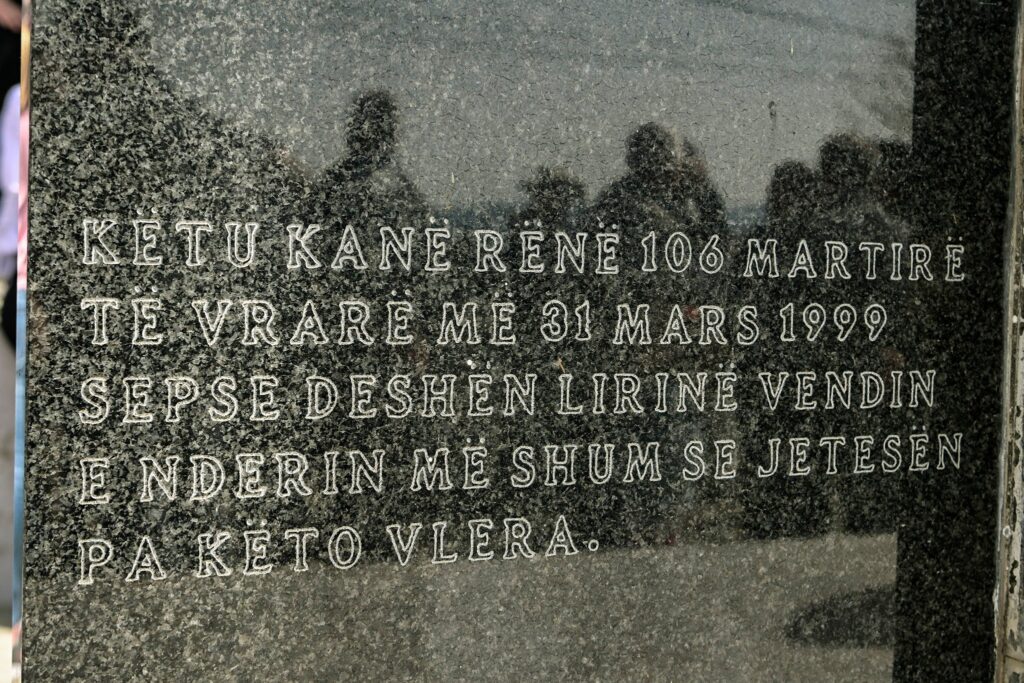 KËTU KANË RËNË 106 MARTIRË
TË VRARË MË 31 MARS 1999
SEPSE DESHËN LIRINË VENDIN
E NDERIN MË SHUM SE JETESËN
PA KËTO VLERA.